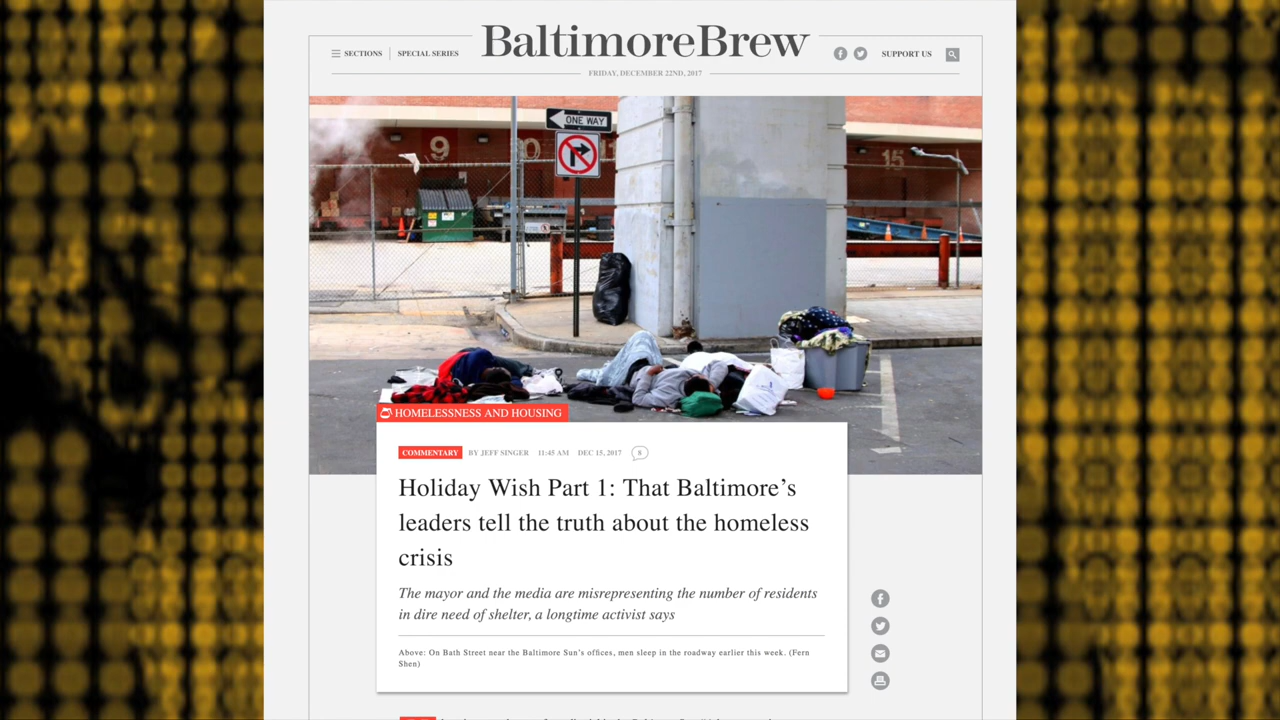 SECTIONS
SPECIAL SERIES
BaltimoreBrew
SUPPORT US
FRIDAY, DECEMBER 22ND, 2017
ONE WAY
9
15
HOMELESSNESS AND HOUSING
COMMENTARY BY JEFF SINGER 11:45 AM DEC 15, 2017 8
Holiday Wish Part 1: That Baltimore’s
leaders tell the truth about the homeless
crisis
The mayor and the media are misrepresenting the number of residents
in dire need of shelter, a longtime activist says
Above: On Bath Street near the Baltimore Sun’s offices, men sleep in the roadway earlier this week. (Fern
Shen)